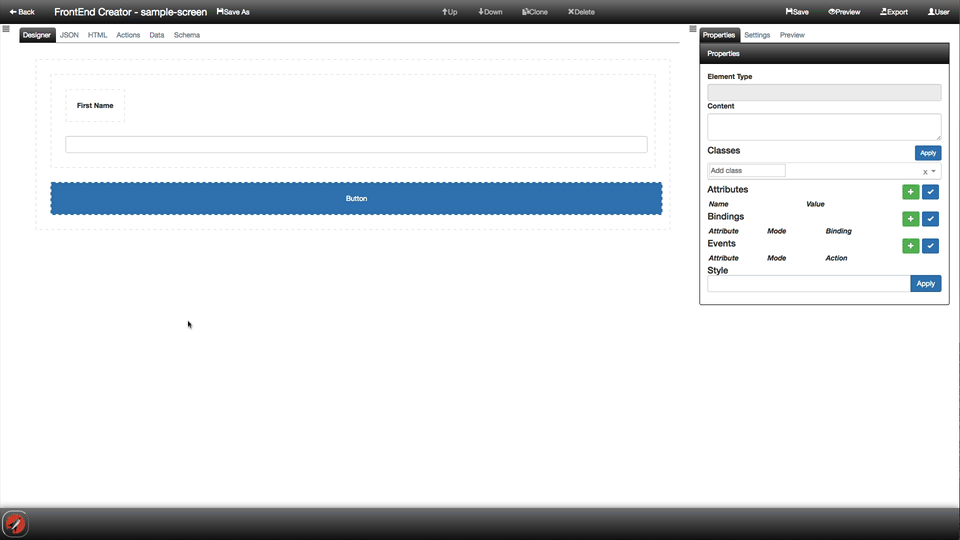 Back FrontEnd Creator - sample-screen Save As Up Down Clone Delete Save Preview Export User
Designer JSON HTML Actions Data Schema
Properties Settings Preview
Properties
Element Type
Content
First Name
Classes Apply
Add class x
Attributes
Name Value
Bindings
Attribute Mode Binding
Events
Attribute Mode Action
Style
Apply
Button